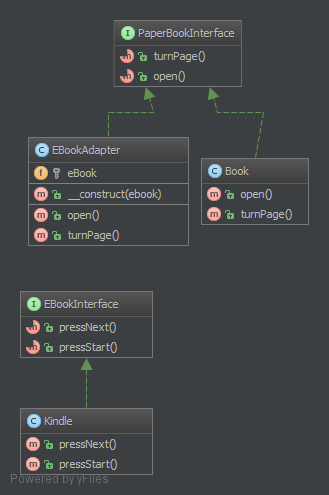 PaperBookInterface
turnPage()
open()
EBookAdapter
eBook
__construct(ebook)
open()
turnPage()
Book
open()
turnPage()
EBookInterface
pressNext()
pressStart()
Kindle
pressNext()
pressStart()
Powered by yFiles